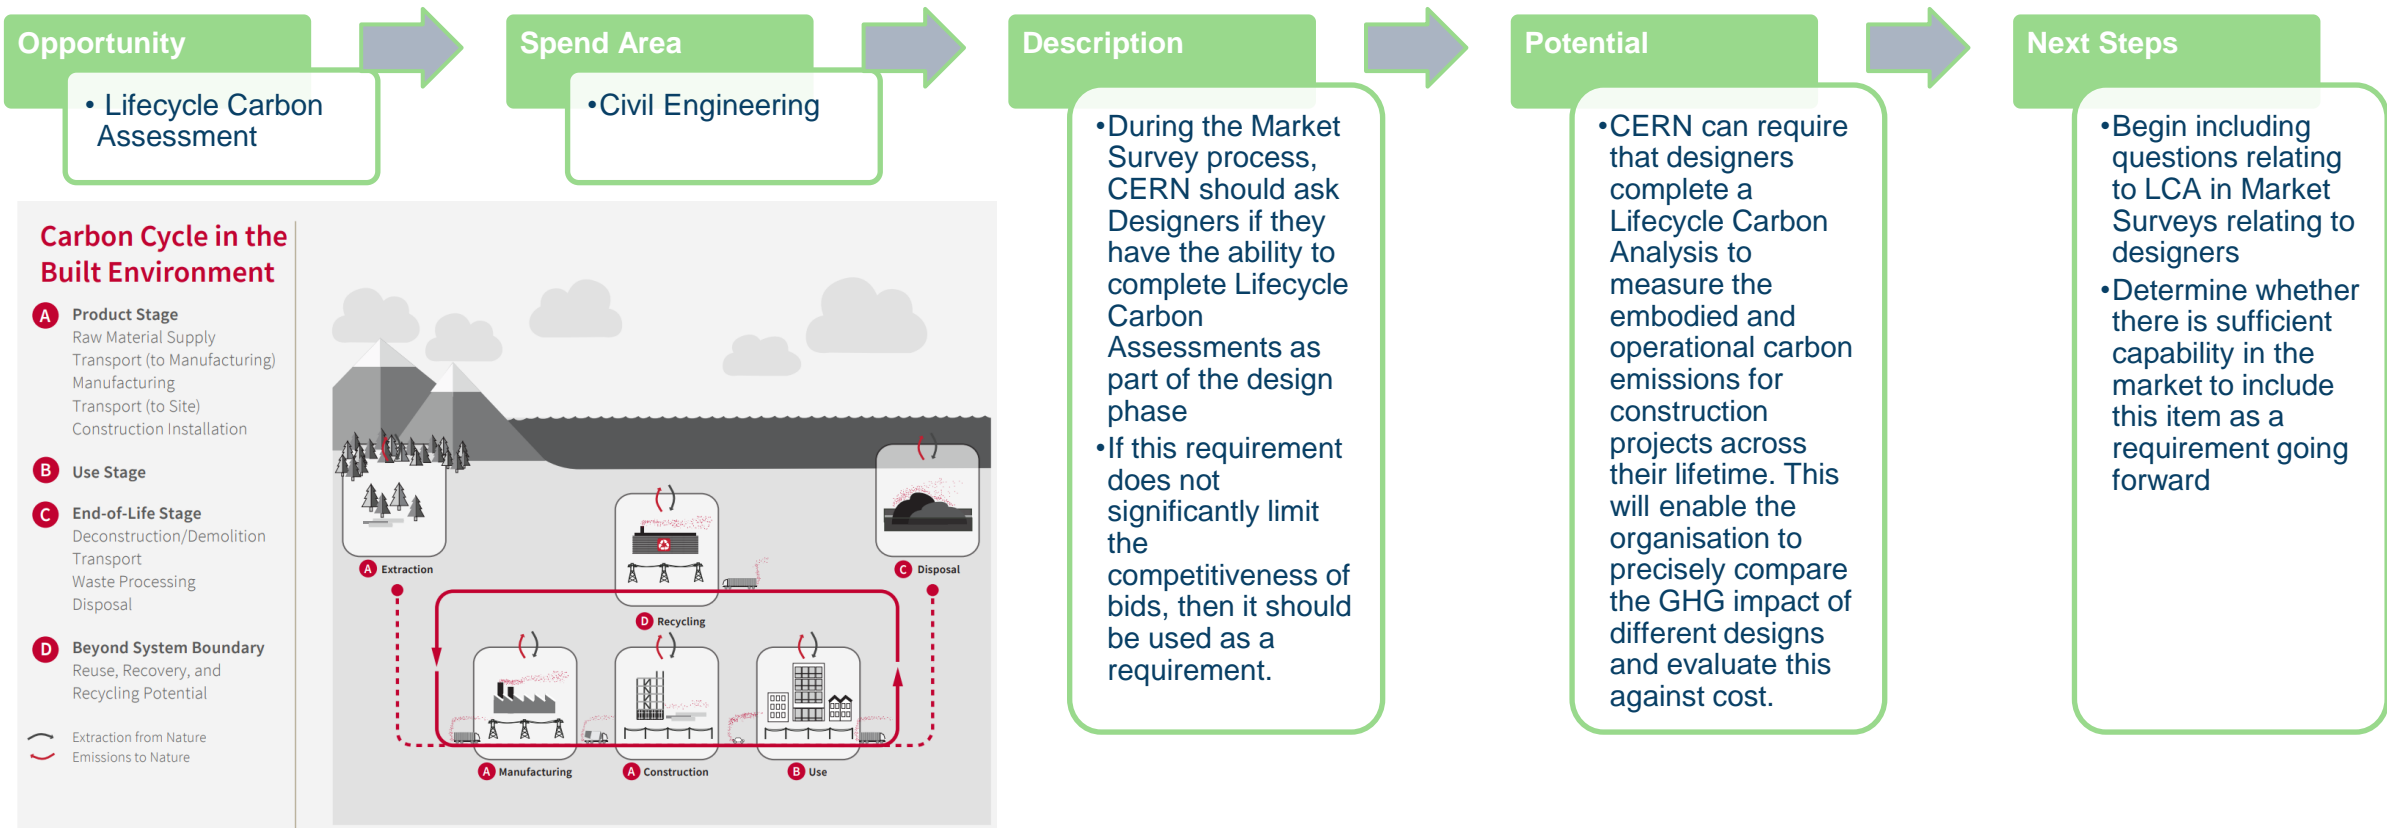 Opportunity
• Lifecycle Carbon
Assessment
Spend Area
•Civil Engineering
Description
•During the Market
Survey process,
CERN should ask
Designers if they
have the ability to
complete Lifecycle
Carbon
Assessments as
part of the design
phase
•If this requirement
does not
significantly limit
the
competitiveness of
bids, then it should
be used as a
requirement.
Potential
•CERN can require
that designers
complete a
Lifecycle Carbon
Analysis to
measure the
embodied and
operational carbon
emissions for
construction
projects across
their lifetime. This
will enable the
organisation to
precisely compare
the GHG impact of
different designs
and evaluate this
against cost.
Next Steps
•Begin including
questions relating
to LCA in Market
Surveys relating to
designers
•Determine whether
there is sufficient
capability in the
market to include
this item as a
requirement going
forward
Carbon Cycle in the
Built Environment
A Product Stage
Raw Material Supply
Transport (to Manufacturing)
Manufacturing
Transport (to Site)
Construction Installation
B Use Stage
C End-of-Life Stage
Deconstruction/Demolition
Transport
Waste Processing
Disposal
D Beyond System Boundary
Reuse, Recovery, and
Recycling Potential
Extraction from Nature
Emissions to Nature
A Extraction
C Disposal
D Recycling
A Manufacturing
A Construction
B Use